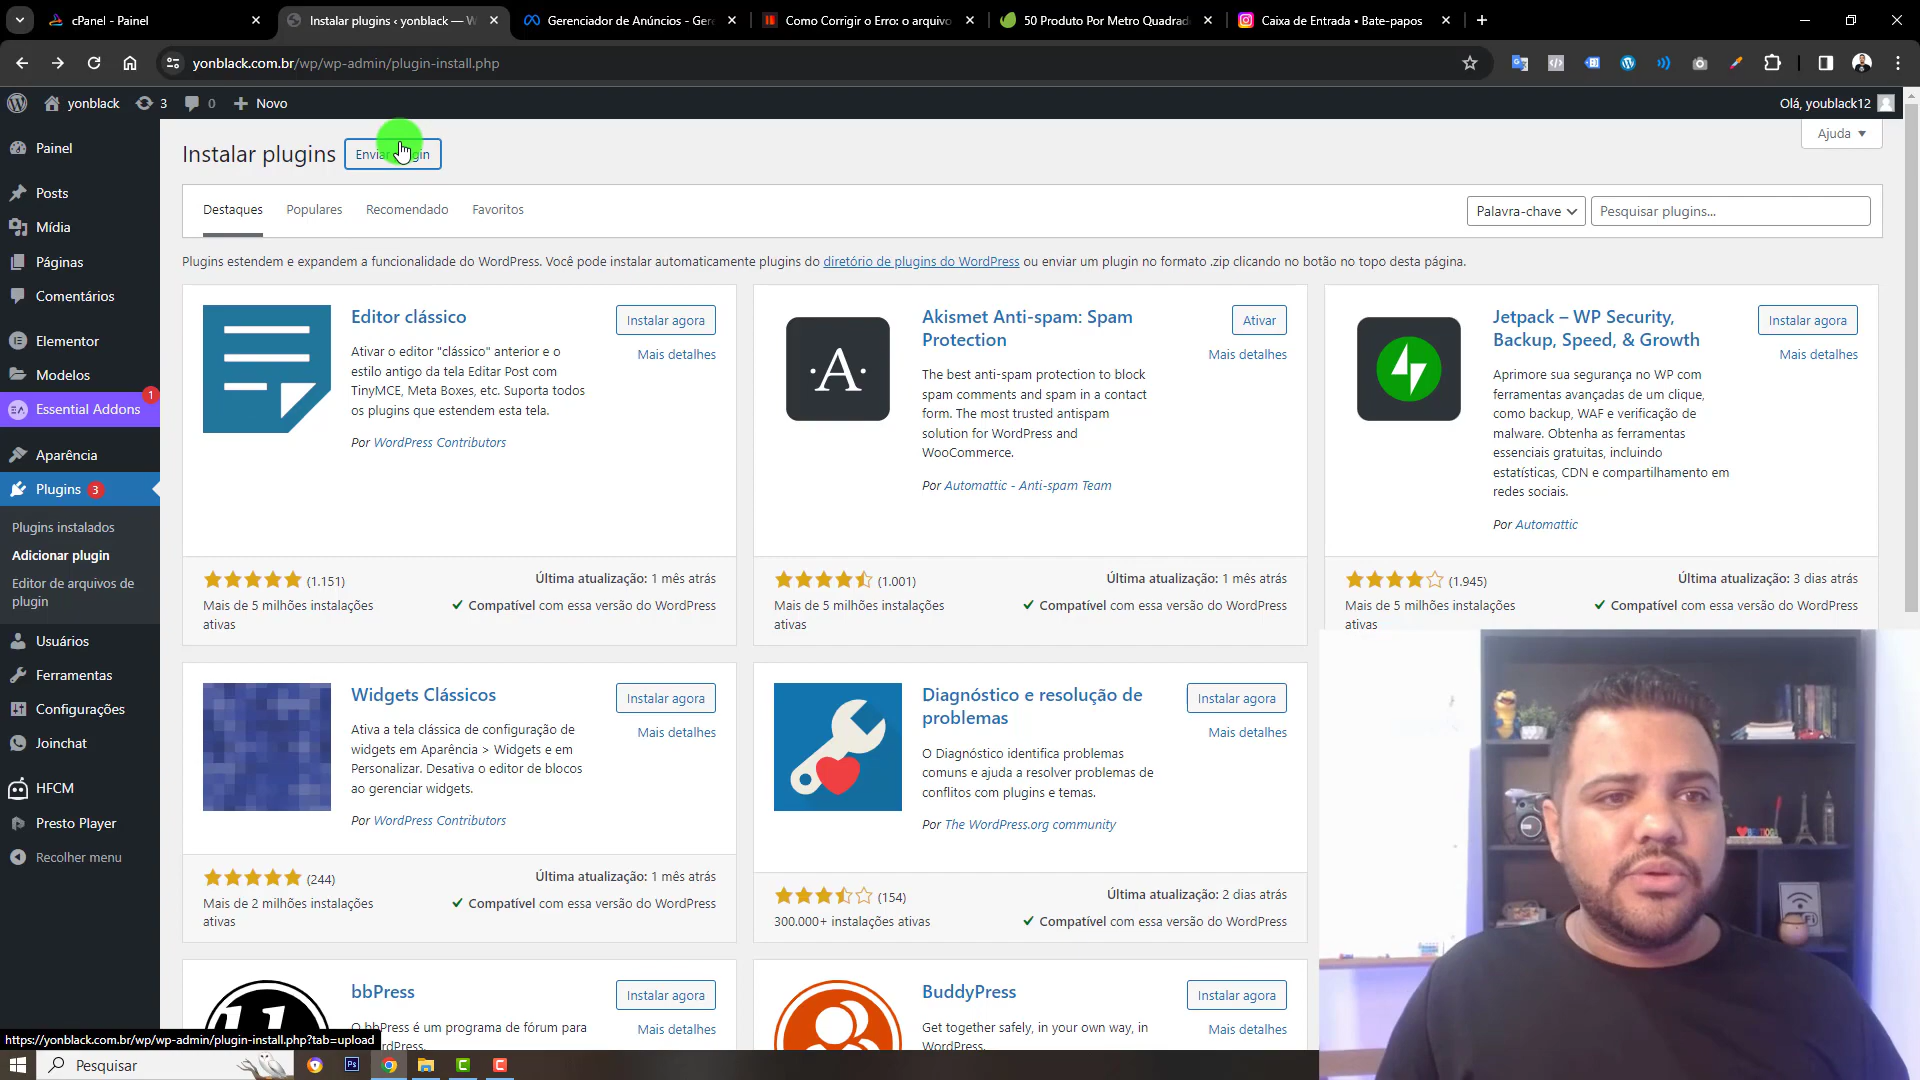 cPanel - Painel
Instalar plugins ‹ yonblack — W
Gerenciador de Anúncios - Ger
Como Corrigir o Erro: o arquivo
50 Produto Por Metro Quadrad
Caixa de Entrada • Bate-papos
yonblack.com.br/wp/wp-admin/plugin-install.php
yonblack
3
0
Novo
Olá, youblack12
Painel
Posts
Mídia
Páginas
Comentários
Elementor
Modelos
Essential Addons
1
Aparência
Plugins 3
Plugins instalados
Adicionar plugin
Editor de arquivos de
plugin
Usuários
Ferramentas
Configurações
Joinchat
HFCM
Presto Player
Recolher menu
Instalar plugins
Ajuda
Destaques
Populares
Recomendado
Favoritos
Palavra-chave
Pesquisar plugins...
Plugins estendem e expandem a funcionalidade do WordPress. Você pode instalar automaticamente plugins do diretório de plugins do WordPress ou enviar um plugin no formato .zip clicando no botão no topo desta página.
Editor clássico
Instalar agora
Mais detalhes
Ativar o editor "clássico" anterior e o
estilo antigo da tela Editar Post com
TinyMCE, Meta Boxes, etc. Suporta todos
os plugins que estendem esta tela.
Por WordPress Contributors
(1.151)
Mais de 5 milhões instalações
ativas
Última atualização: 1 mês atrás
Compatível com essa versão do WordPress
Akismet Anti-spam: Spam
Protection
Ativar
Mais detalhes
The best anti-spam protection to block
spam comments and spam in a contact
form. The most trusted antispam
solution for WordPress and
WooCommerce.
Por Automattic - Anti-spam Team
·A·
(1.001)
Mais de 5 milhões instalações
ativas
Última atualização: 1 mês atrás
Compatível com essa versão do WordPress
Jetpack – WP Security,
Backup, Speed, & Growth
Instalar agora
Mais detalhes
Aprimore sua segurança no WP com
ferramentas avançadas de um clique,
como backup, WAF e verificação de
malware. Obtenha as ferramentas
essenciais gratuitas, incluindo
estatísticas, CDN e compartilhamento em
redes sociais.
Por Automattic
(1.945)
Mais de 5 milhões instalações
ativas
Última atualização: 3 dias atrás
Compatível com essa versão do WordPress
Widgets Clássicos
Instalar agora
Mais detalhes
Ativa a tela clássica de configuração de
widgets em Aparência > Widgets e em
Personalizar. Desativa o editor de blocos
ao gerenciar widgets.
Por WordPress Contributors
(244)
Mais de 2 milhões instalações
ativas
Última atualização: 1 mês atrás
Compatível com essa versão do WordPress
Diagnóstico e resolução de
problemas
Instalar agora
Mais detalhes
O Diagnóstico identifica problemas
comuns e ajuda a resolver problemas de
conflitos com plugins e temas.
Por The WordPress.org community
(154)
300.000+ instalações ativas
Última atualização: 2 dias atrás
Compatível com essa versão do WordPress
bbPress
Instalar agora
Mais detalhes
O bbPress é um programa de fórum para
BuddyPress
Instalar agora
Mais detalhes
Get together safely, in your own way, in
WordPress.
https://yonblack.com.br/wp/wp-admin/plugin-install.php?tab=upload
Pesquisar
Ps